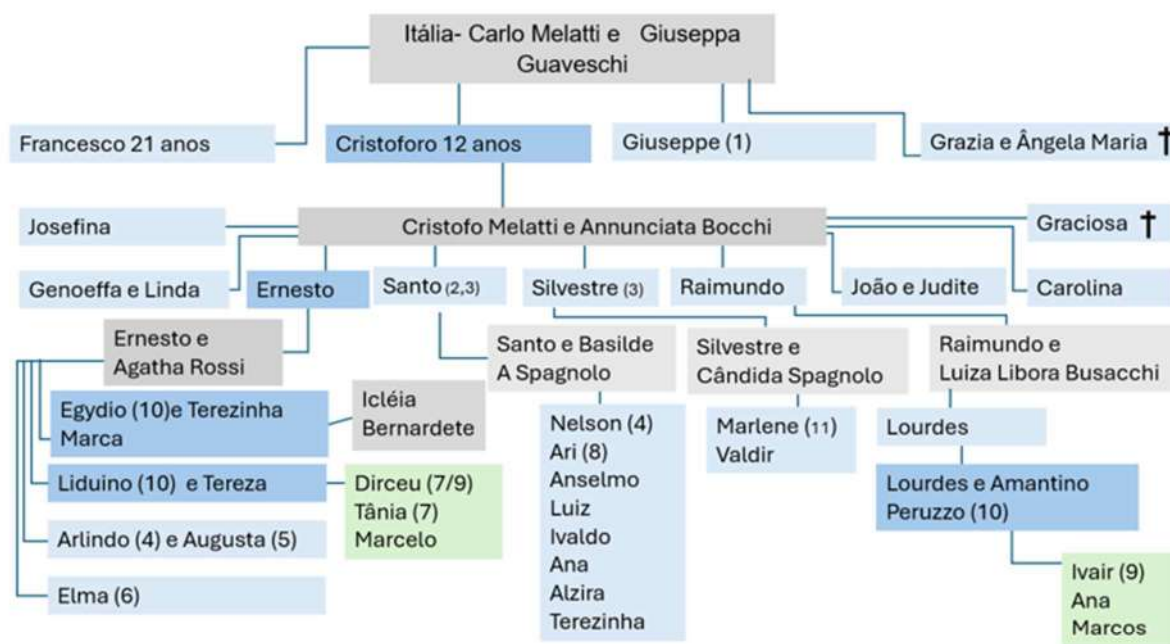 Itália- Carlo Melatti e Giuseppa
Guaveschi
Francesco 21 anos
Cristoforo 12 anos
Giuseppe (1)
Grazia e Ângela Maria ✝
Josefina
Cristofo Melatti e Annunciata Bocchi
Graciosa ✝
Genoeffa e Linda
Ernesto
Santo (2,3)
Silvestre (3)
Raimundo
João e Judite
Carolina
Ernesto e
Agatha Rossi
Santo e Basilde
A Spagnolo
Silvestre e
Cândida Spagnolo
Raimundo e
Luiza Libora Busacchi
Egydio (10)e Terezinha
Marca
Icléia
Bernardete
Nelson (4)
Ari (8)
Anselmo
Luiz
Ivaldo
Ana
Alzira
Terezinha
Marlene (11)
Valdir
Lourdes
Liduino (10) e Tereza
Dirceu (7/9)
Tânia (7)
Marcelo
Lourdes e Amantino
Peruzzo (10)
Arlindo (4) e Augusta (5)
Elma (6)
Ivair (9)
Ana
Marcos